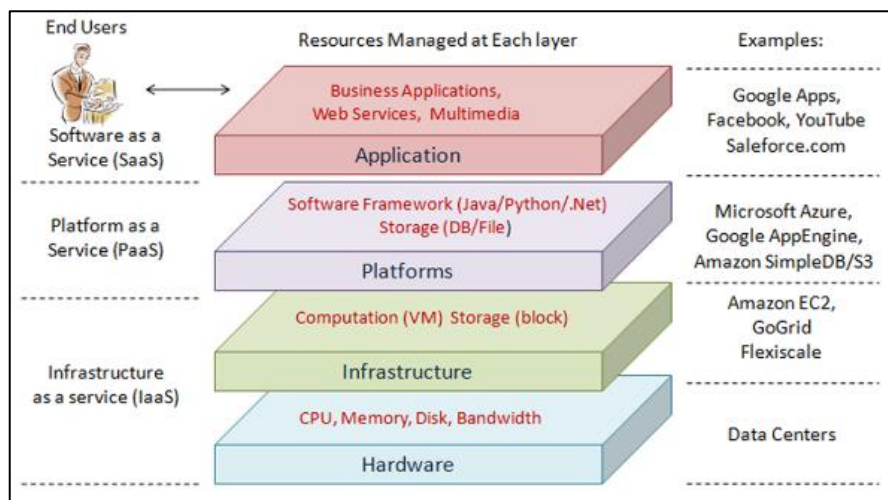 End Users
Resources Managed at Each layer
Examples:
Business Applications,
Web Services, Multimedia
Application
Software as a
Service (SaaS)
Google Apps,
Facebook, YouTube
Saleforce.com
Software Framework (Java/Python/.Net)
Storage (DB/File)
Platforms
Platform as a
Service (PaaS)
Microsoft Azure,
Google AppEngine,
Amazon SimpleDB/S3
Computation (VM) Storage (block)
Infrastructure
Amazon EC2,
GoGrid
Flexiscale
Infrastructure
as a service (IaaS)
CPU, Memory, Disk, Bandwidth
Hardware
Data Centers